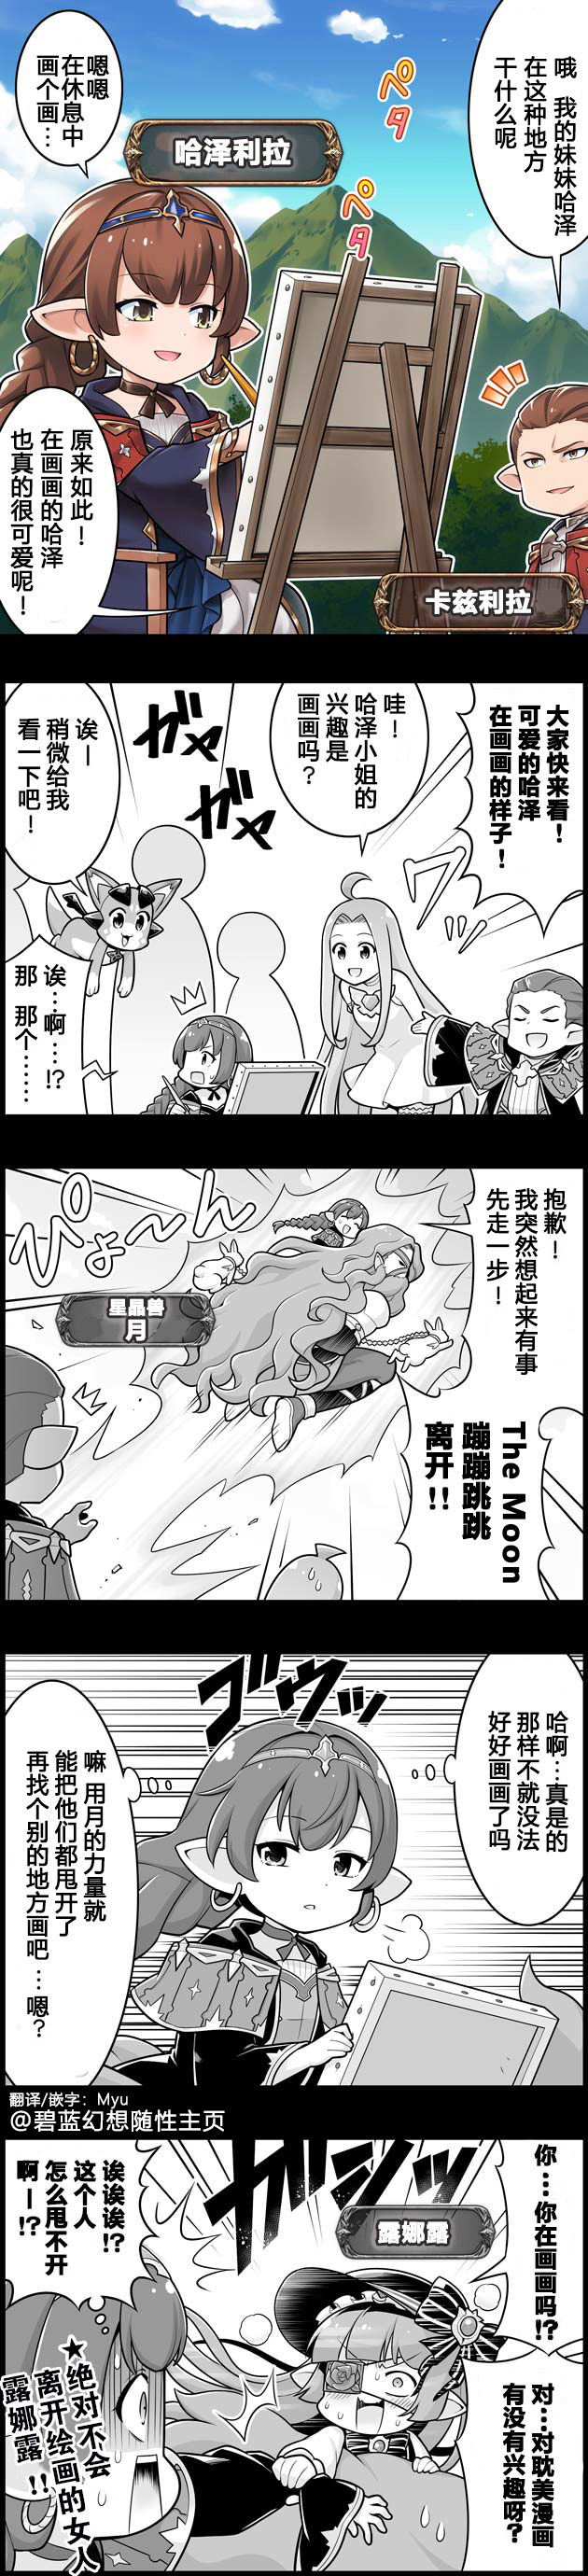 哦 我的妹妹哈泽
在这种地方
干什么呢
ペタ
ペタ
嗯嗯
在休息中
画个画…
哈泽利拉
原来如此！
在画画的哈泽
也真的很可爱呢！
卡兹利拉
大家快来看！
可爱的哈泽
在画画的样子！
哇！
哈泽小姐的
兴趣是
画画吗？
ガヤ
ガヤ
诶ー
稍微给我
看一下吧！
诶…啊…!?
那 那个……
抱歉！
我突然想起来有事
先走一步！
ぴょ〜ん
星晶兽
月
The Moon
蹦蹦跳跳
离开!!
哈啊…真是的
那样不就没法
好好画画了吗
ゴウッ
嘛 用月的力量就
能把他们都甩开了
再找个别的地方画吧…嗯？
翻译/嵌字：Myu
@碧蓝幻想随性主页
你…你在画画吗!?
ガシッ
露娜露
诶诶诶!?
这个人
怎么甩不开
啊ー!?
对…对耽美漫画
有没有兴趣呀？
★绝对不会
离开绘画的女人
露娜露!!